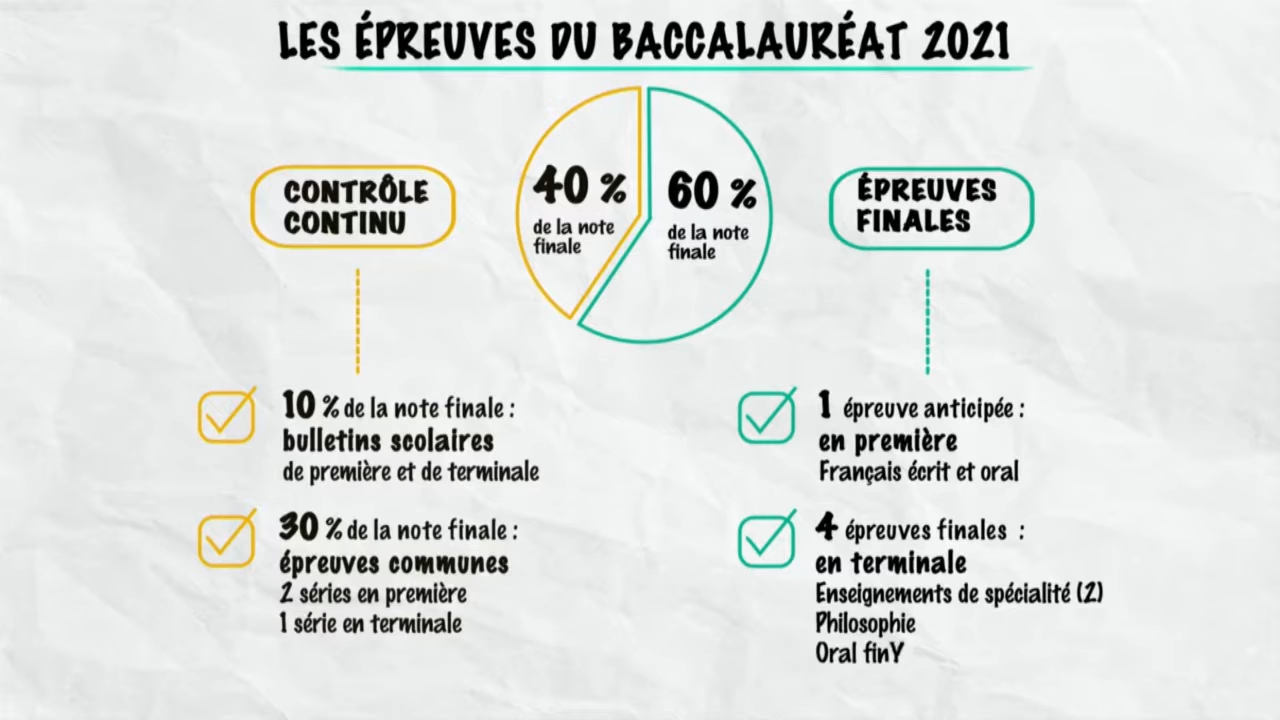 LES ÉPREUVES DU BACCALAURÉAT 2021
CONTRÔLE
CONTINU
40 %
de la note
finale
60 %
de la note
finale
ÉPREUVES
FINALES
10 % de la note finale :
bulletins scolaires
de première et de terminale
30 % de la note finale :
épreuves communes
2 séries en première
1 série en terminale
1 épreuve anticipée :
en première
Français écrit et oral
4 épreuves finales :
en terminale
Enseignements de spécialité (2)
Philosophie
Oral finY